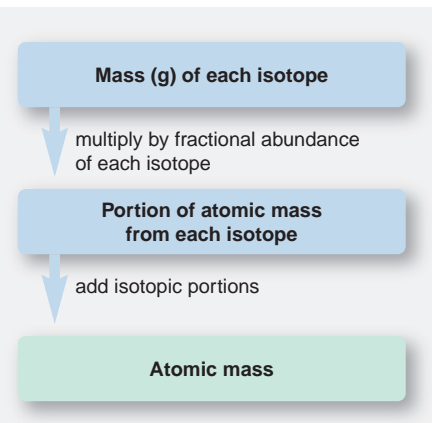 Mass (g) of each isotope
multiply by fractional abundance
of each isotope
Portion of atomic mass
from each isotope
add isotopic portions
Atomic mass